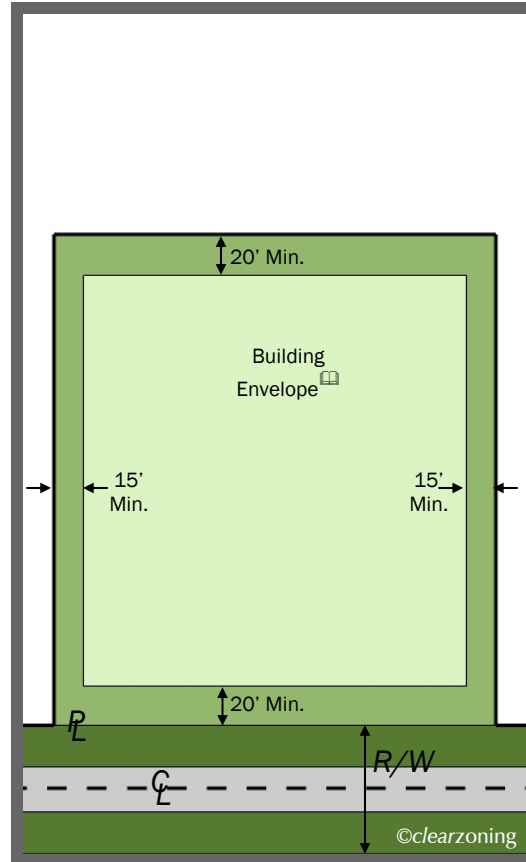 20’ Min.
Building
Envelope
15’
Min.
15’
Min.
20’ Min.
PL
R/W
CL
©clearzoning